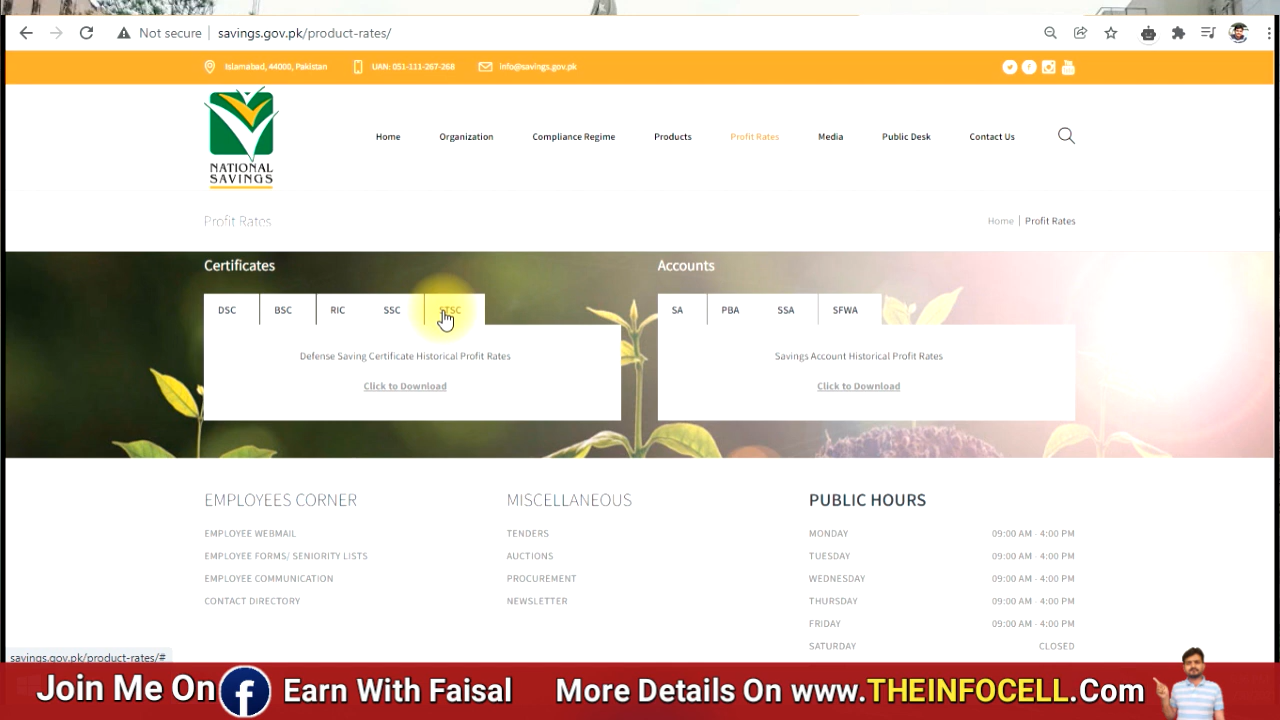 Not secure | savings.gov.pk/product-rates/
Islamabad, 44000, Pakistan UAN: 051-111-267-268 info@savings.gov.pk
NATIONAL
SAVINGS
Home Organization Compliance Regime Products Profit Rates Media Public Desk Contact Us
Profit Rates
Home | Profit Rates
Certificates
DSC BSC RIC SSC STSC
Defense Saving Certificate Historical Profit Rates
Click to Download
Accounts
SA PBA SSA SFWA
Savings Account Historical Profit Rates
Click to Download
EMPLOYEES CORNER
EMPLOYEE WEBMAIL
EMPLOYEE FORMS/ SENIORITY LISTS
EMPLOYEE COMMUNICATION
CONTACT DIRECTORY
MISCELLANEOUS
TENDERS
AUCTIONS
PROCUREMENT
NEWSLETTER
PUBLIC HOURS
MONDAY 09:00 AM - 4:00 PM
TUESDAY 09:00 AM - 4:00 PM
WEDNESDAY 09:00 AM - 4:00 PM
THURSDAY 09:00 AM - 4:00 PM
FRIDAY 09:00 AM - 4:00 PM
SATURDAY CLOSED
savings.gov.pk/product-rates/#
Join Me On f Earn With Faisal More Details On www.THEINFOCELL.Com